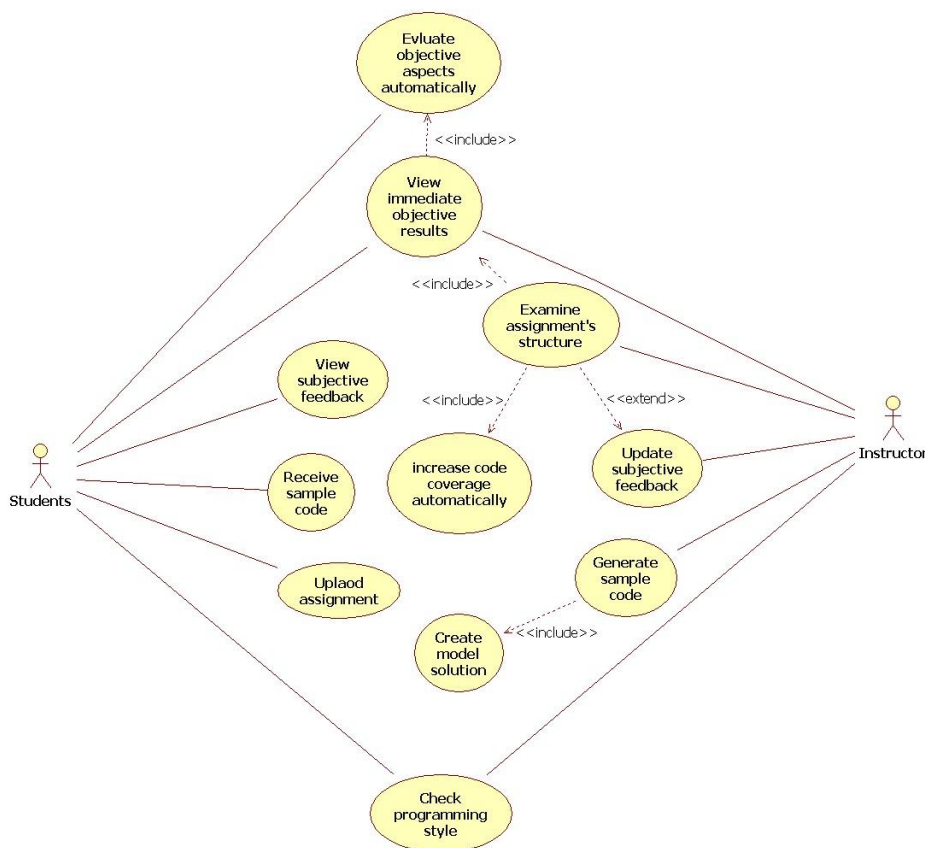 Evluate
objective
aspects
automatically
<<include>>
View
immediate
objective
results
<<include>>
Examine
assignment's
structure
View
subjective
feedback
<<include>>
<<extend>>
Students
Receive
sample
code
increase code
coverage
automatically
Update
subjective
feedback
Instructor
Uplaod
assignment
Generate
sample
code
<<include>>
Create
model
solution
Check
programming
style